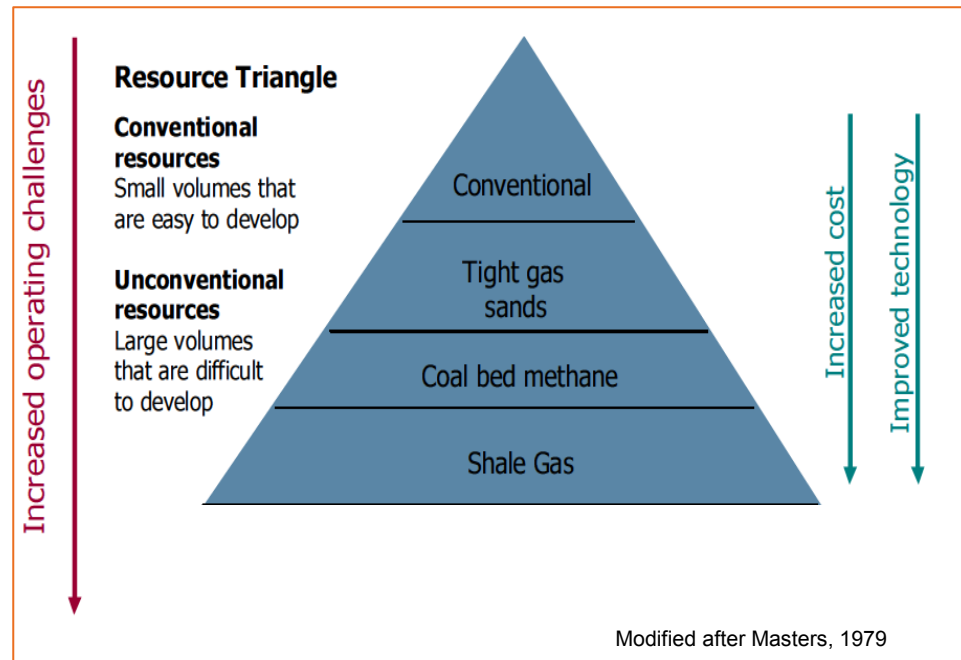 Increased operating challenges
Resource Triangle
Conventional
resources
Small volumes that
are easy to develop
Unconventional
resources
Large volumes
that are difficult
to develop
Conventional
Tight gas
sands
Coal bed methane
Shale Gas
Increased cost
Improved technology
Modified after Masters, 1979